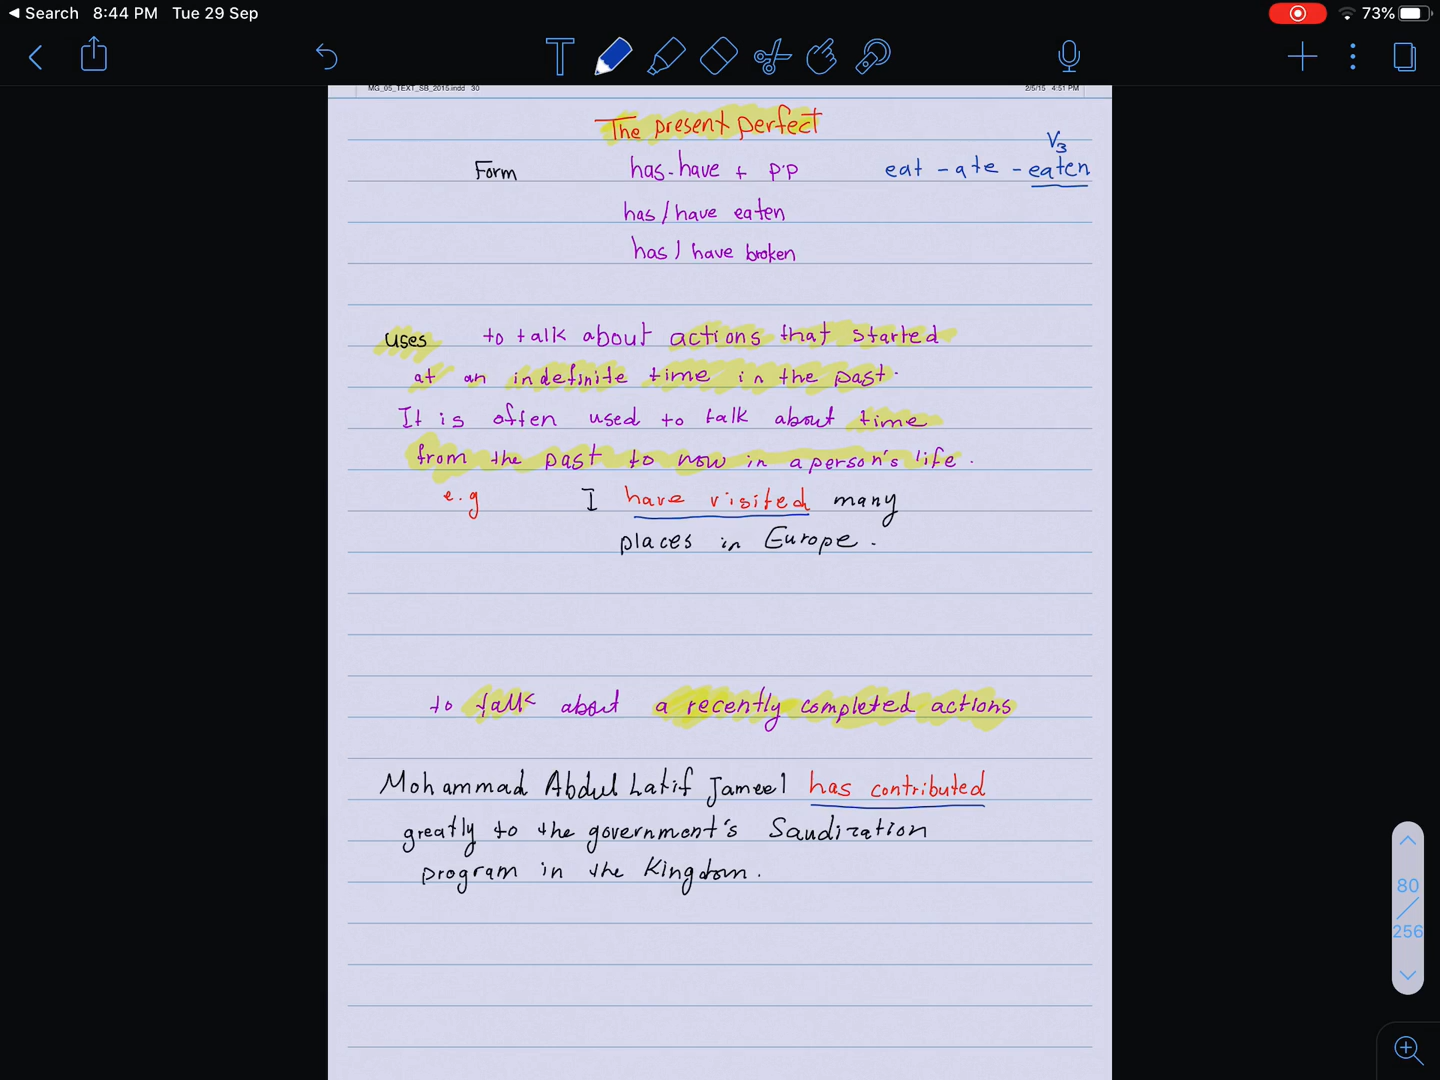 Search 8:44 PM Tue 29 Sep 73%
MG_05_TEXT_SB_2015.indd 30 2/5/15 4:51 PM
The present perfect
V3
Form has-have + p.p eat - ate - eaten
has / have eaten
has / have broken
uses to talk about actions that started
at an indefinite time in the past.
It is often used to talk about time
from the past to now in a person's life.
e.g I have visited many
places in Europe.
to talk about a recently completed actions
Mohammad Abdul Latif Jameel has contributed
greatly to the government's Saudization
program in the Kingdom.
80
256